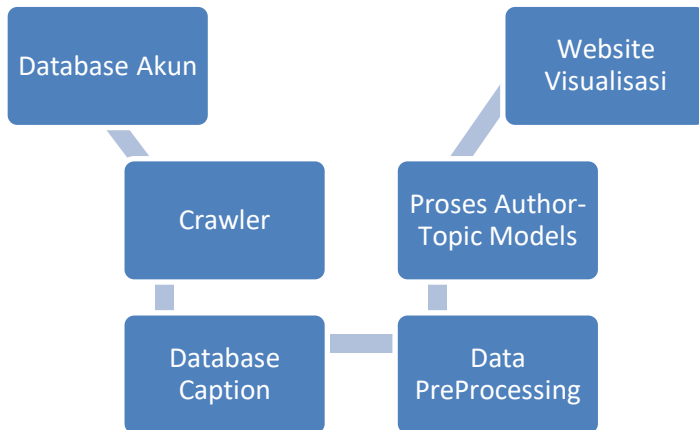 Database Akun
Crawler
Database
Caption
Data
PreProcessing
Proses Author-
Topic Models
Website
Visualisasi